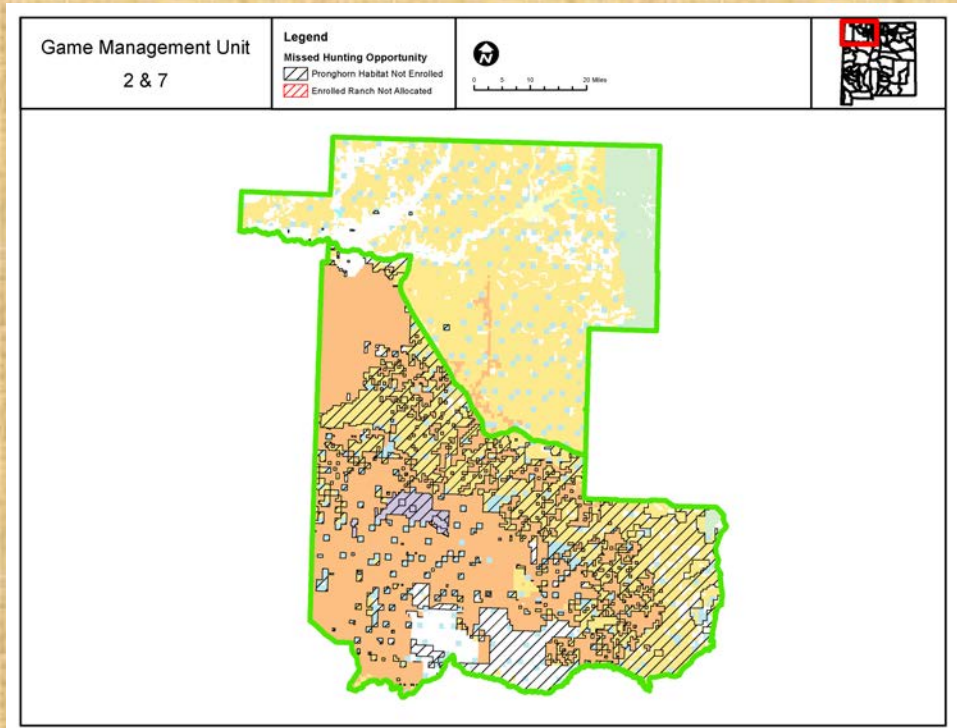 Game Management Unit
2 & 7
Legend
Missed Hunting Opportunity
Pronghorn Habitat Not Enrolled
Enrolled Ranch Not Allocated
N
0 5 10 20 Miles